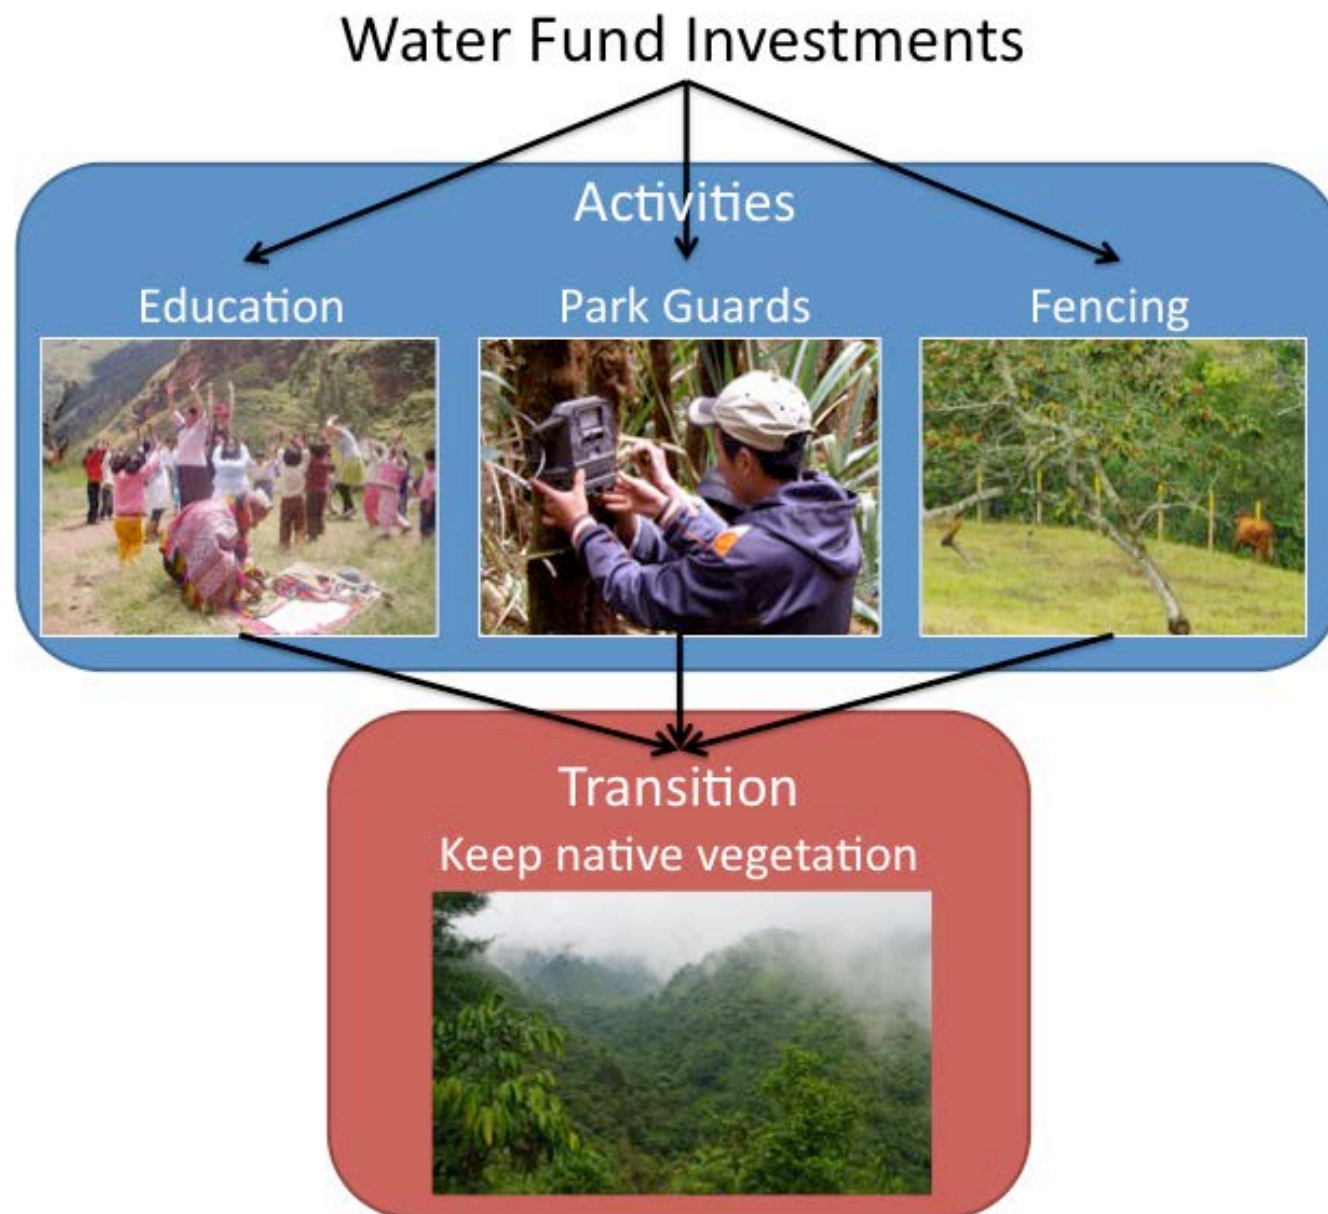 Water Fund Investments
Activities
Education
Park Guards
Fencing
Transition
Keep native vegetation